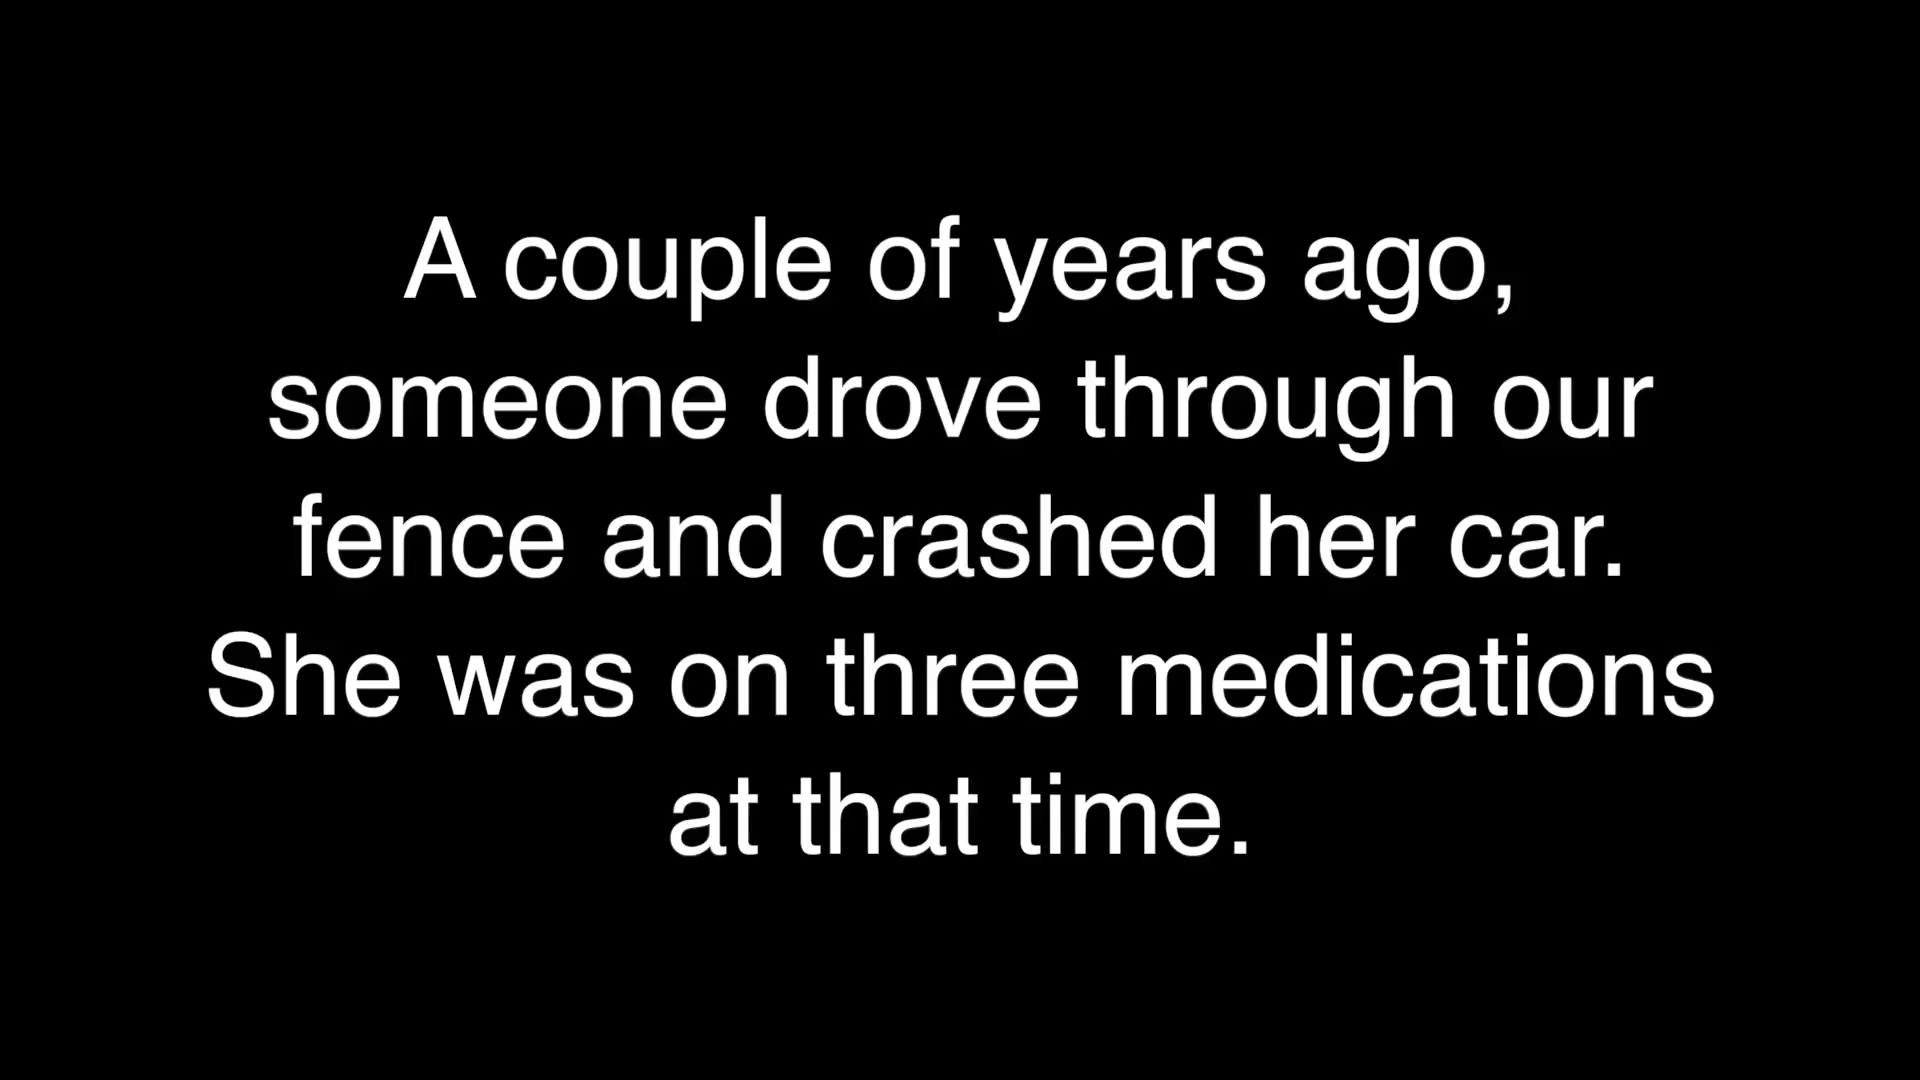 A couple of years ago,
someone drove through our
fence and crashed her car.
She was on three medications
at that time.